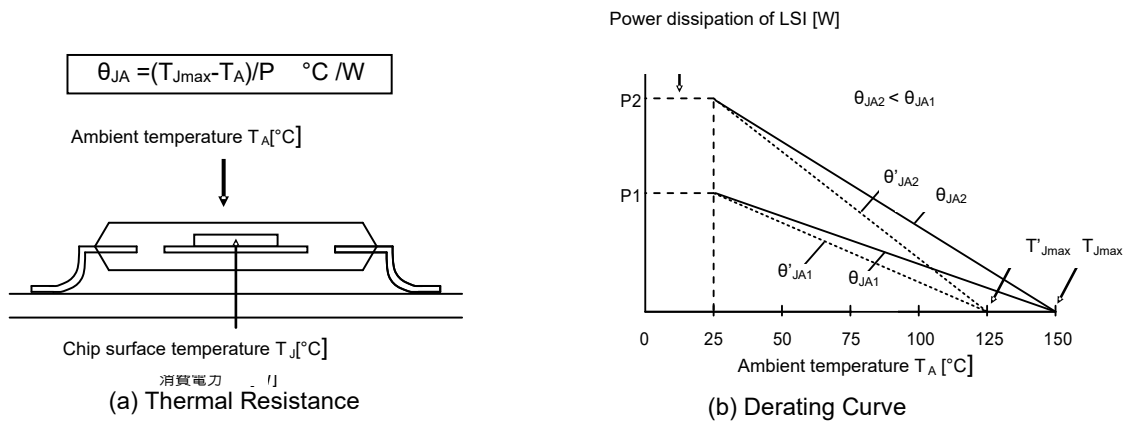 θJA =(TJmax-TA)/P °C /W
Ambient temperature TA[°C]
Chip surface temperature TJ[°C]
消費電力
(a) Thermal Resistance
Power dissipation of LSI [W]
P2
θJA2 < θJA1
P1
θ'JA2
θJA2
θ'JA1
θJA1
T'Jmax TJmax
0 25 50 75 100 125 150
Ambient temperature TA [°C]
(b) Derating Curve